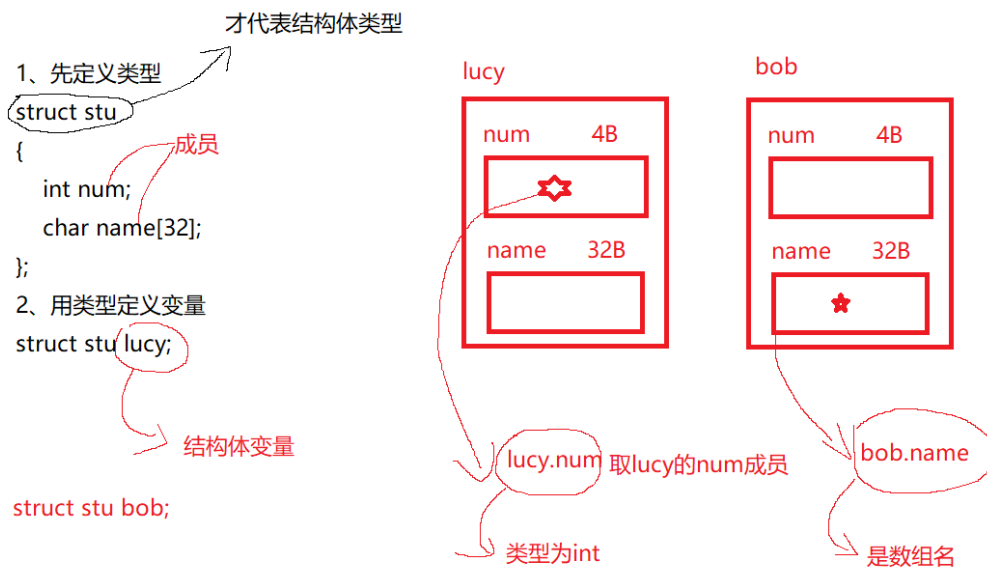 才代表结构体类型
1、先定义类型
struct stu
{
成员
int num;
char name[32];
};
2、用类型定义变量
struct stu lucy;
结构体变量
struct stu bob;
lucy
num 4B
name 32B
bob
num 4B
name 32B
lucy.num 取lucy的num成员
类型为int
bob.name
是数组名